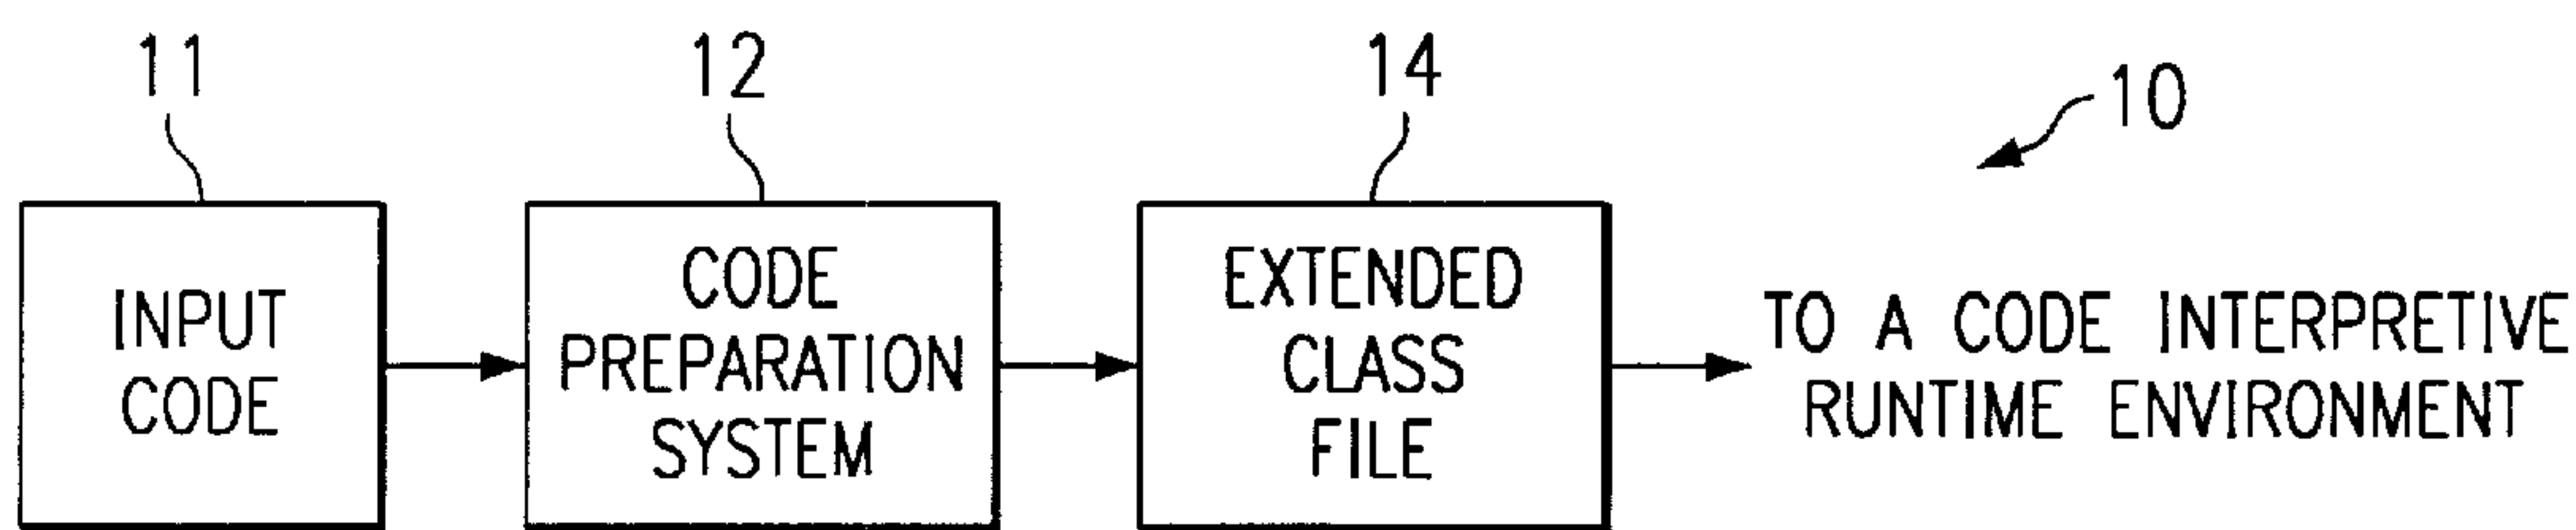 11
12
14
10
INPUT
CODE
CODE
PREPARATION
SYSTEM
EXTENDED
CLASS
FILE
TO A CODE INTERPRETIVE
RUNTIME ENVIRONMENT